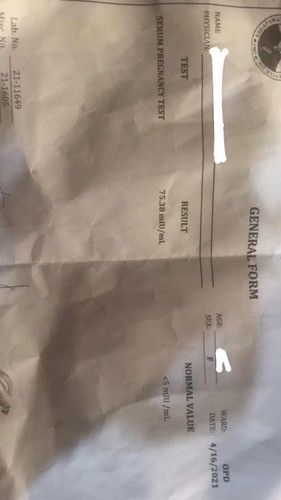 GENERAL FORM
NAME AGE: WARD: OPD
PHYSICIAN: SEX: F DATE: 4/16/2021
TEST RESULT NORMAL VALUE
SERUM PREGNANCY TEST 75.38 mIU/mL <5 mIU /mL
Lab. No. 21-11649
Misc. No. 21-1608